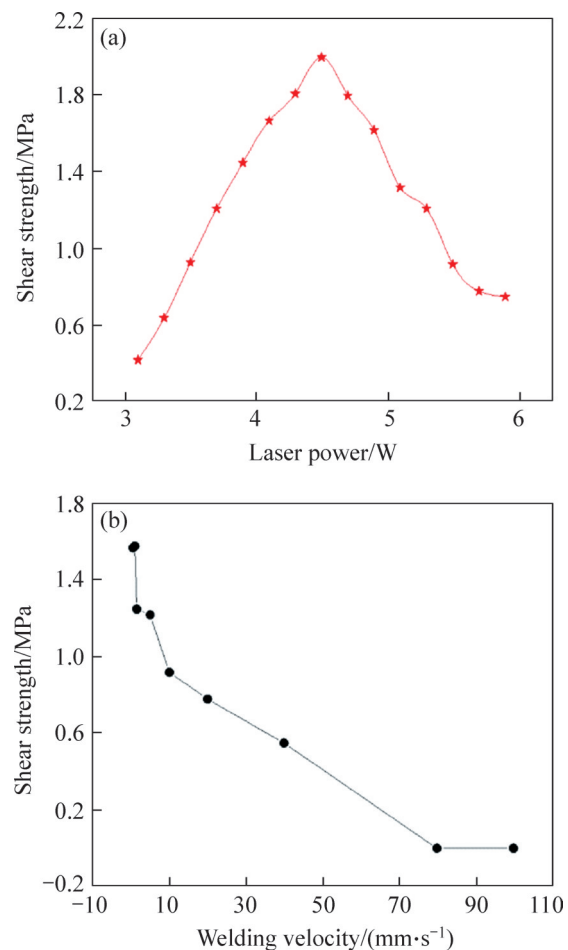 (a)
2.2
1.8
1.4
1.0
0.6
0.2
Shear strength/MPa
3 4 5 6
Laser power/W
(b)
1.8
1.4
1.0
0.6
0.2
−0.2
Shear strength/MPa
−10 10 30 50 70 90 110
Welding velocity/(mm·s⁻¹)